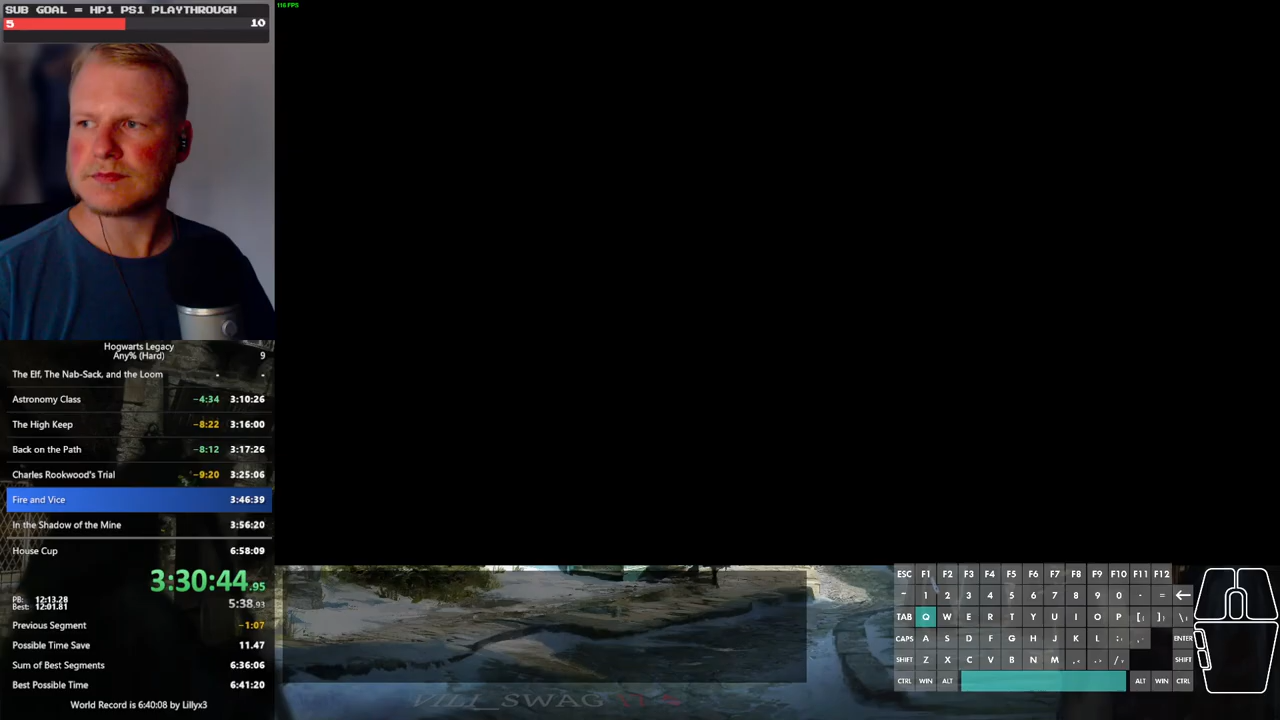 SUB GOAL = HP1 PS1 PLAYTHROUGH
5 10
116 FPS
Hogwarts Legacy
Any% (Hard) 9
The Elf, The Nab-Sack, and the Loom - -
Astronomy Class -4:34 3:10:26
The High Keep -8:22 3:16:00
Back on the Path -8:12 3:17:26
Charles Rookwood's Trial -9:20 3:25:06
Fire and Vice 3:46:39
In the Shadow of the Mine 3:56:20
House Cup 6:58:09
3:30:44.95
PB: 12:13.28
Best: 12:01.81
5:38.93
Previous Segment -1:07
Possible Time Save 11.47
Sum of Best Segments 6:36:06
Best Possible Time 6:41:20
World Record is 6:40:08 by Lillyx3
ESC F1 F2 F3 F4 F5 F6 F7 F8 F9 F10 F11 F12
~ 1 2 3 4 5 6 7 8 9 0 - = ←
TAB Q W E R T Y U I O P [{ ]} \|
CAPS A S D F G H J K L ;: ENTER
SHIFT Z X C V B N M ,< .> /? SHIFT
CTRL WIN ALT ALT WIN CTRL